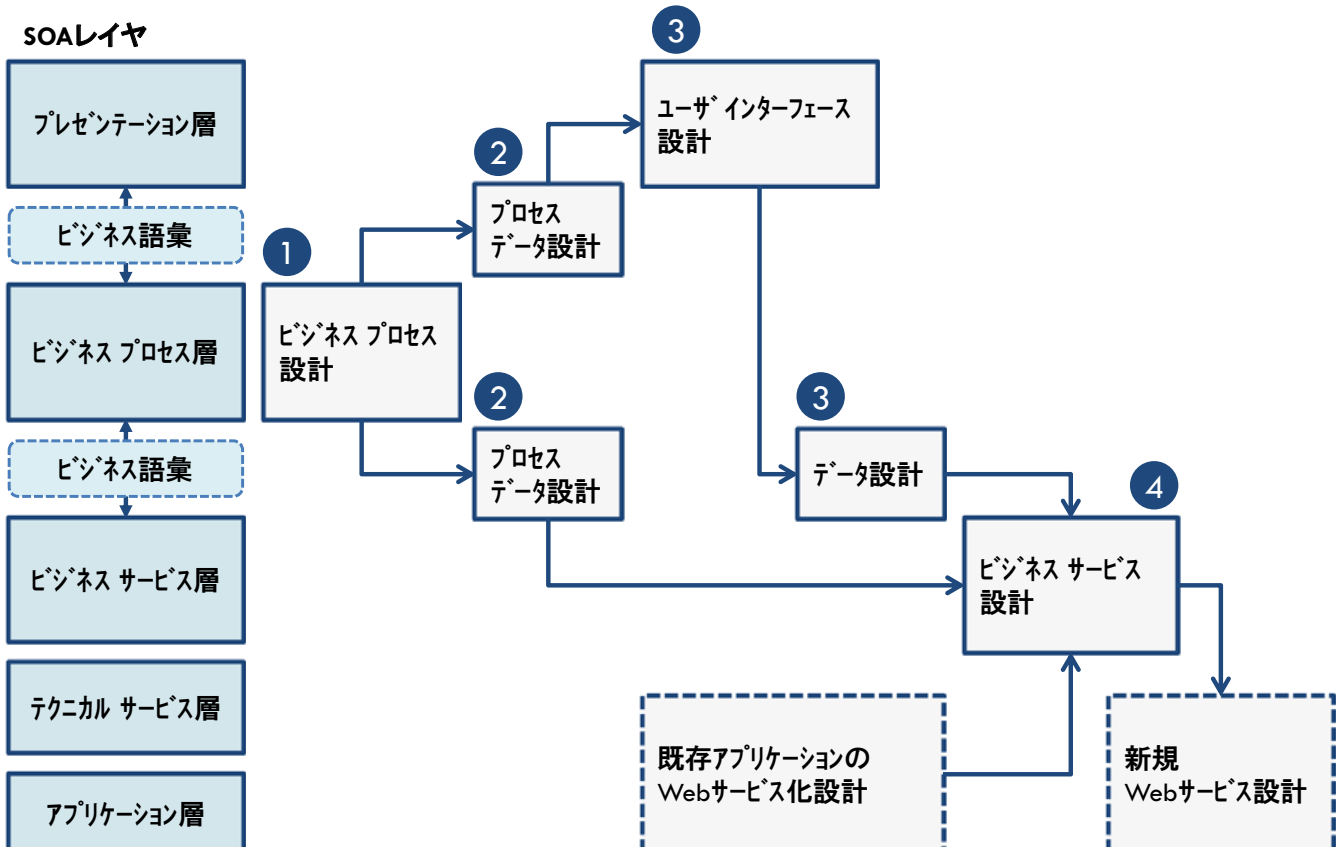 SOAレイヤ
プレゼンテーション層
ビジネス語彙
ビジネス プロセス層
ビジネス語彙
ビジネス サービス層
テクニカル サービス層
アプリケーション層
1
ビジネス プロセス
設計
2
プロセス
データ設計
3
ユーザ インターフェース
設計
2
プロセス
データ設計
3
データ設計
4
ビジネス サービス
設計
既存アプリケーションの
Webサービス化設計
新規
Webサービス設計